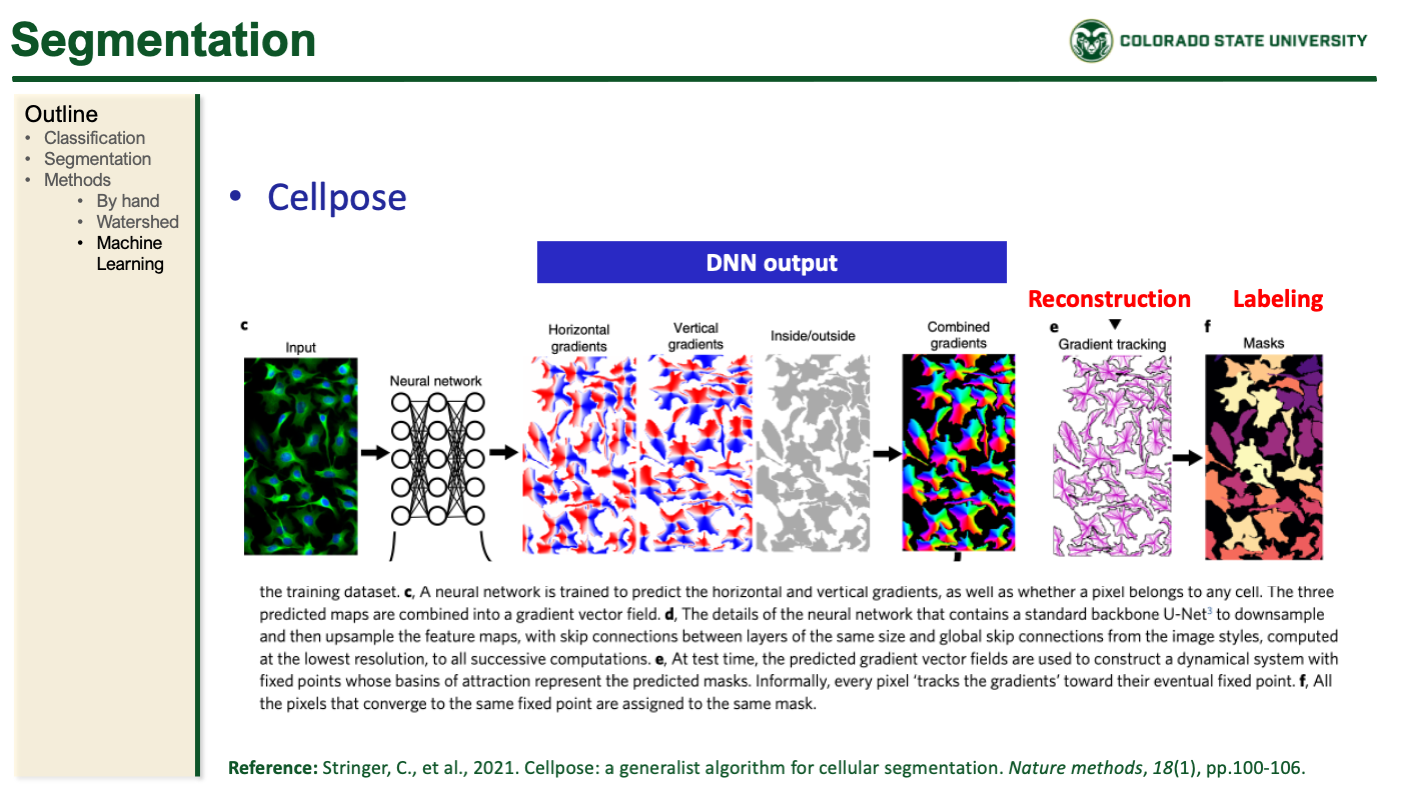 Segmentation
COLORADO STATE UNIVERSITY
Outline
• Classification
• Segmentation
• Methods
• By hand
• Watershed
• Machine
Learning
• Cellpose
DNN output
Reconstruction
Labeling
c
Input
Neural network
Horizontal
gradients
Vertical
gradients
Inside/outside
Combined
gradients
e
Gradient tracking
f
Masks
the training dataset. c, A neural network is trained to predict the horizontal and vertical gradients, as well as whether a pixel belongs to any cell. The three
predicted maps are combined into a gradient vector field. d, The details of the neural network that contains a standard backbone U-Net³ to downsample
and then upsample the feature maps, with skip connections between layers of the same size and global skip connections from the image styles, computed
at the lowest resolution, to all successive computations. e, At test time, the predicted gradient vector fields are used to construct a dynamical system with
fixed points whose basins of attraction represent the predicted masks. Informally, every pixel ‘tracks the gradients’ toward their eventual fixed point. f, All
the pixels that converge to the same fixed point are assigned to the same mask.
Reference: Stringer, C., et al., 2021. Cellpose: a generalist algorithm for cellular segmentation. Nature methods, 18(1), pp.100-106.